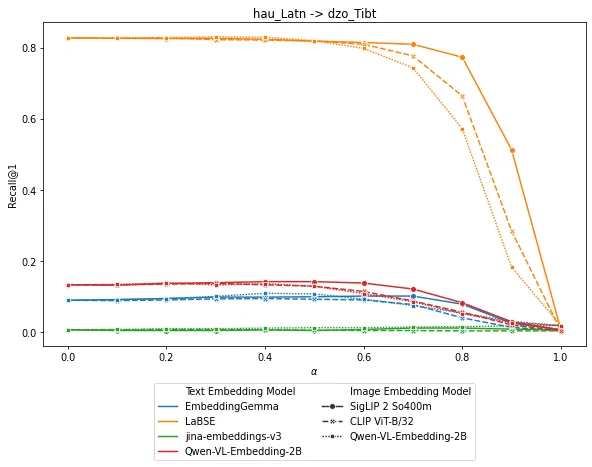 hau_Latn -> dzo_Tibt
0.8
0.6
0.4
0.2
0.0
Recall@1
0.0 0.2 0.4 0.6 0.8 1.0
α
Text Embedding Model Image Embedding Model
EmbeddingGemma SigLIP 2 So400m
LaBSE CLIP ViT-B/32
jina-embeddings-v3 Qwen-VL-Embedding-2B
Qwen-VL-Embedding-2B